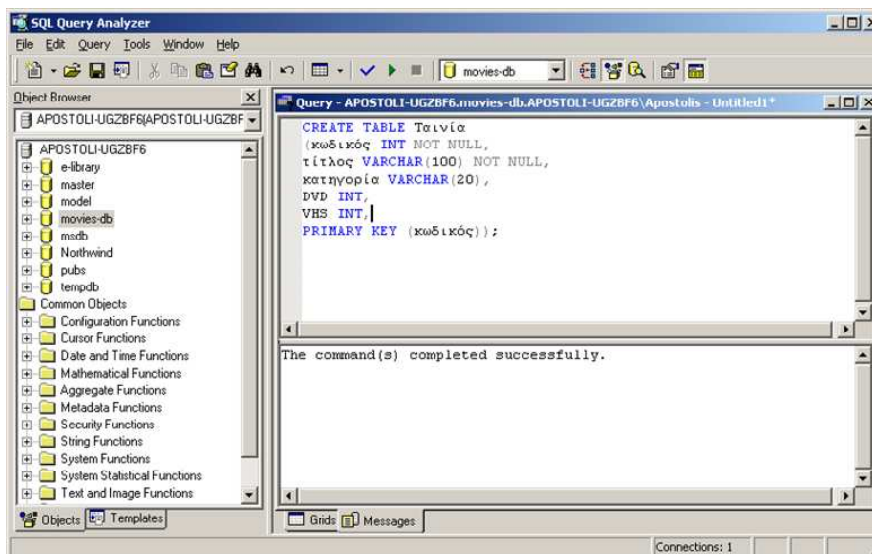 SQL Query Analyzer
File Edit Query Tools Window Help
movies-db
Object Browser
APOSTOLI-UGZBF6(APOSTOLI-UGZBF
APOSTOLI-UGZBF6
e-library
master
model
movies-db
msdb
Northwind
pubs
tempdb
Common Objects
Configuration Functions
Cursor Functions
Date and Time Functions
Mathematical Functions
Aggregate Functions
Metadata Functions
Security Functions
String Functions
System Functions
System Statistical Functions
Text and Image Functions
Objects Templates
Query - APOSTOLI-UGZBF6.movies-db.APOSTOLI-UGZBF6\Apostolis - Untitled1*
CREATE TABLE Ταινία
(κωδικός INT NOT NULL,
τίτλος VARCHAR(100) NOT NULL,
κατηγορία VARCHAR(20),
DVD INT,
VHS INT,
PRIMARY KEY (κωδικός));
The command(s) completed successfully.
Grids Messages
Connections: 1